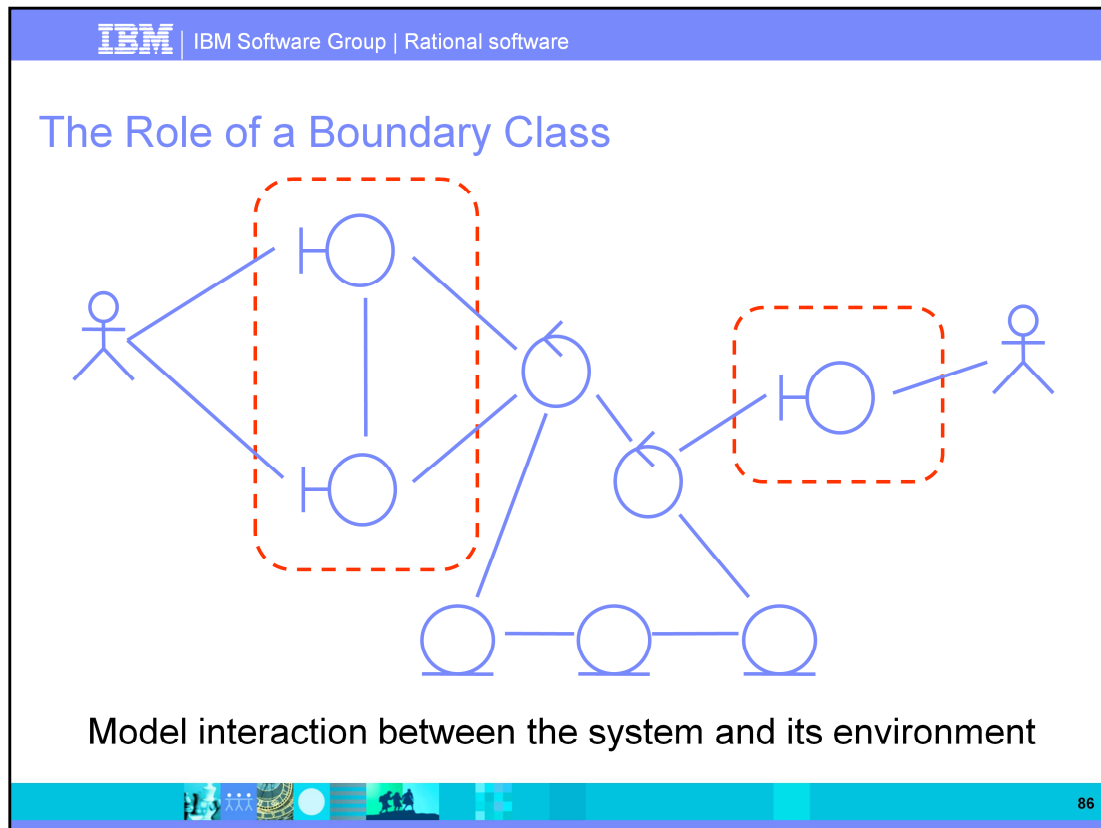 IBM | IBM Software Group | Rational software
The Role of a Boundary Class
Model interaction between the system and its environment
86